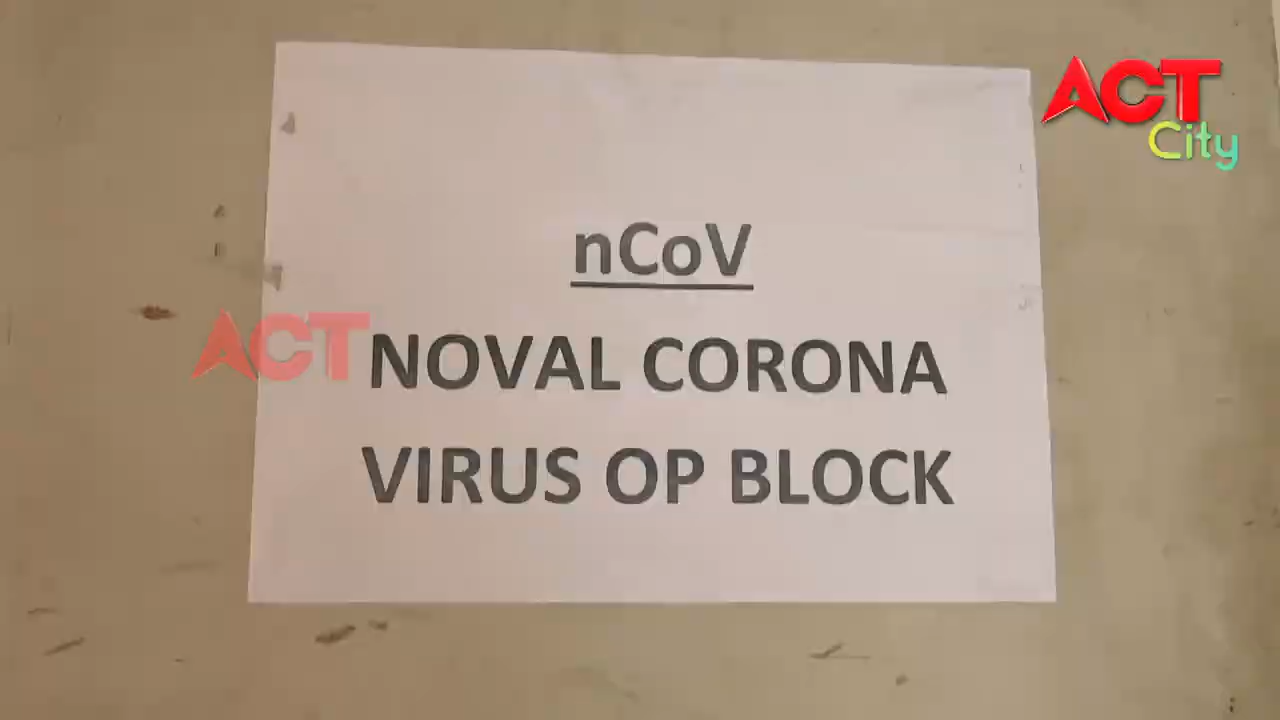 ACT
City
nCoV
ACT
NOVAL CORONA
VIRUS OP BLOCK